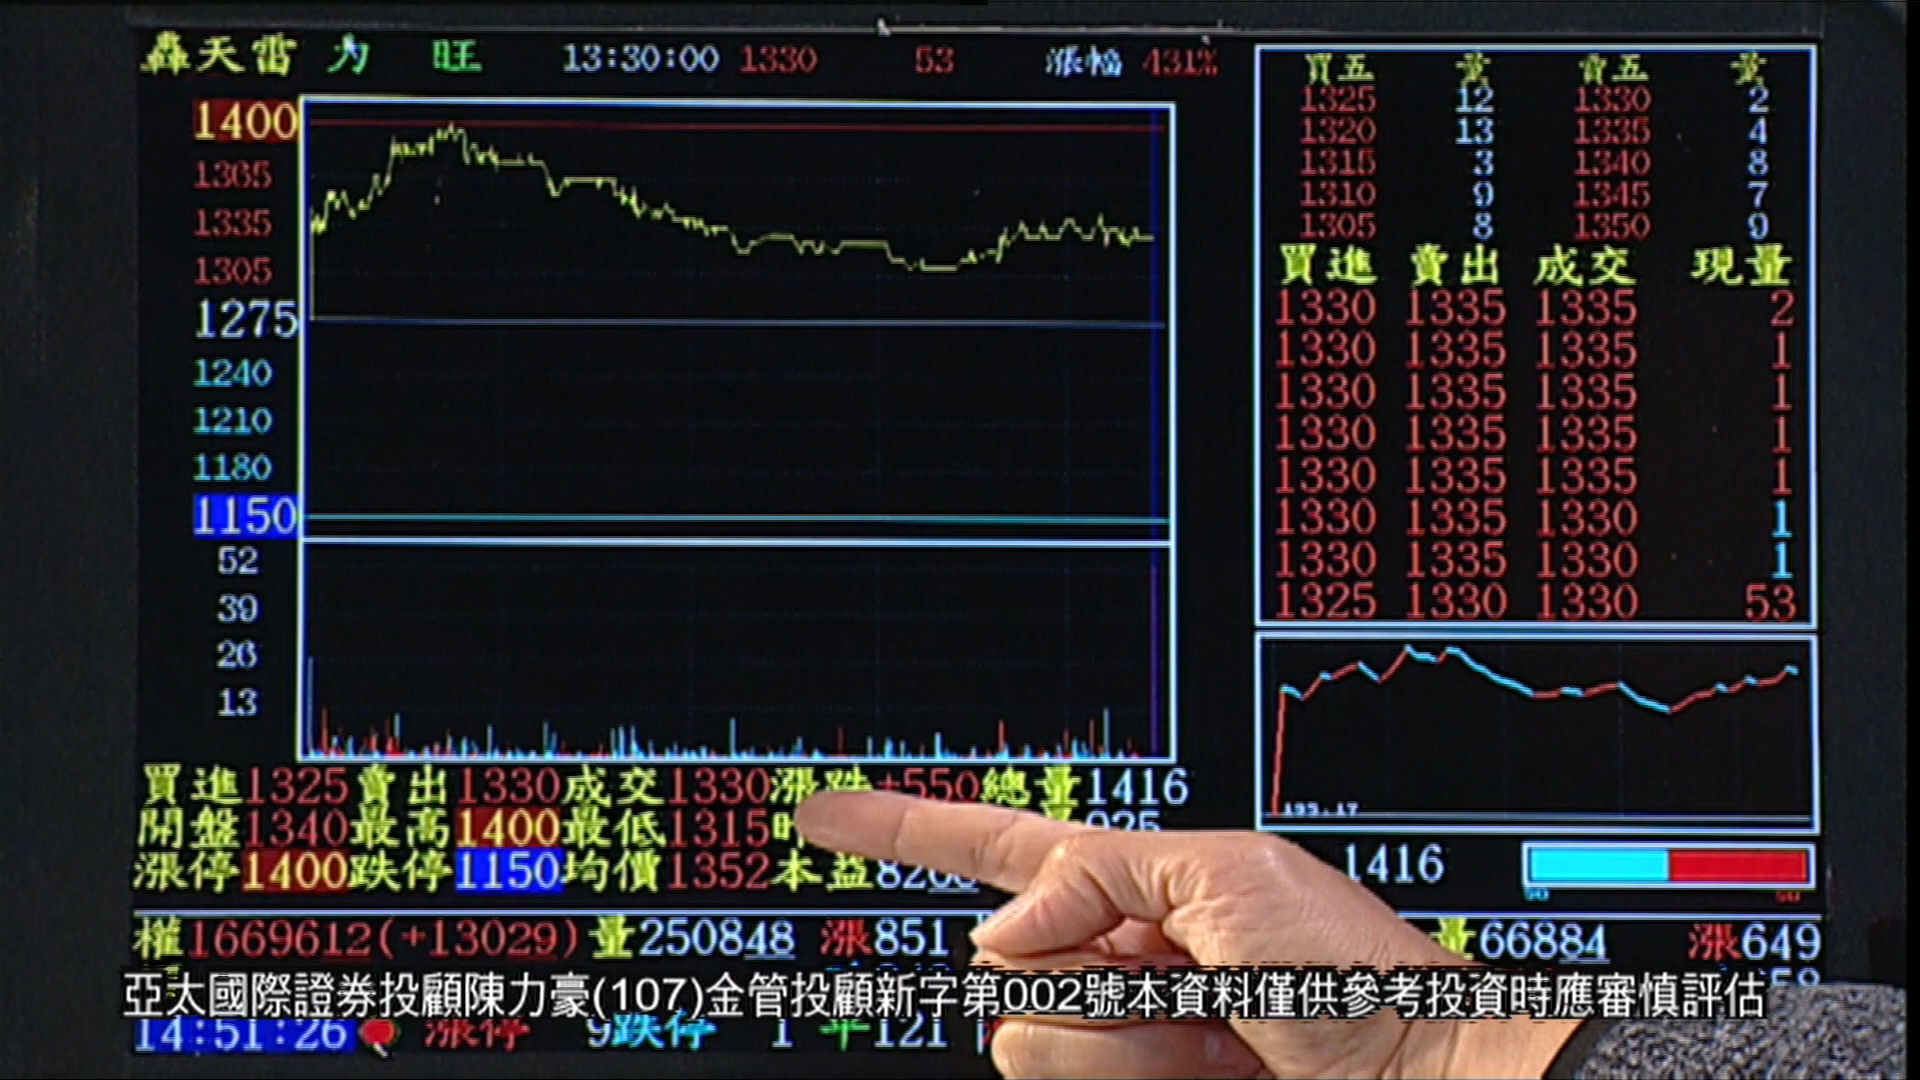 轟天雷 力 旺 13:30:00 1330 53 漲幅 431%
1400
1365
1335
1305
1275
1240
1210
1180
1150
52
39
26
13
買五 量 賣五 量
1325 12 1330 2
1320 13 1335 4
1315 3 1340 8
1310 9 1345 7
1305 8 1350 9
買進 賣出 成交 現量
1330 1335 1335 2
1330 1335 1335 1
1330 1335 1335 1
1330 1335 1335 1
1330 1335 1335 1
1330 1335 1330 1
1330 1335 1330 1
1325 1330 1330 53
195.17
買進1325賣出1330成交1330漲跌+550總量1416
開盤1340最高1400最低1315
漲停1400跌停1150均價1352本益
1416
50 50
權1669612(+13029)量250848 漲851
量66884 漲649
亞太國際證券投顧陳力豪(107)金管投顧新字第002號本資料僅供參考投資時應審慎評估
14:51:26 漲停 9跌停 1 平121